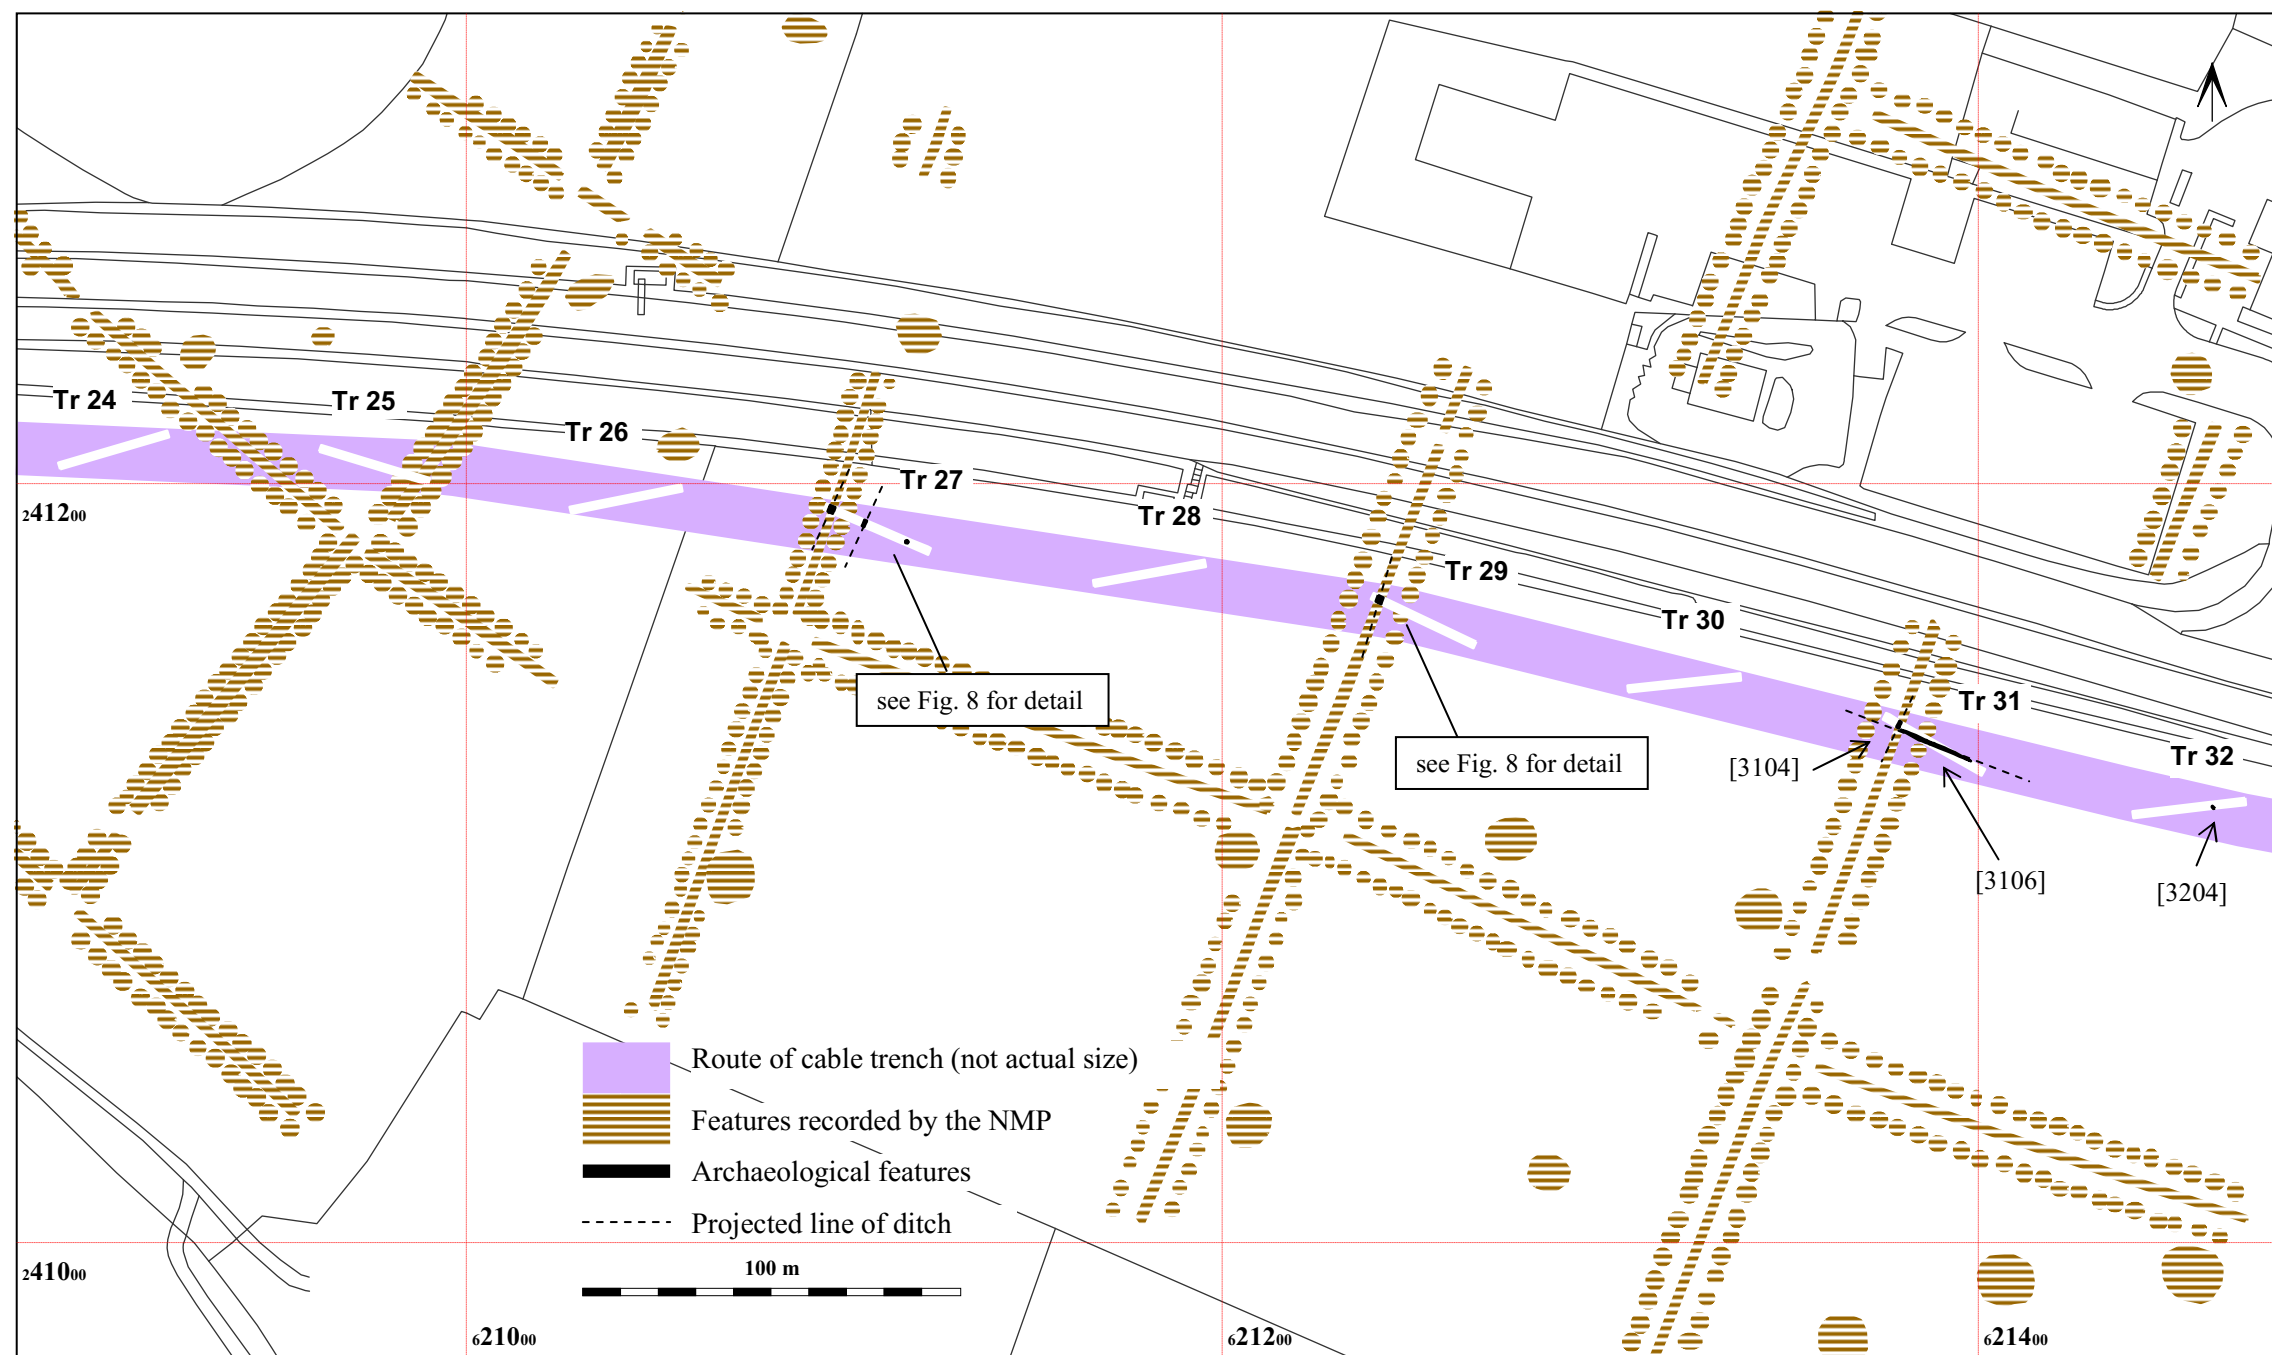 Tr 24
Tr 25
Tr 26
Tr 27
Tr 28
Tr 29
Tr 30
Tr 31
Tr 32
241200
see Fig. 8 for detail
see Fig. 8 for detail
[3104]
[3106]
[3204]
Route of cable trench (not actual size)
Features recorded by the NMP
Archaeological features
Projected line of ditch
100 m
241000
621000
621200
621400